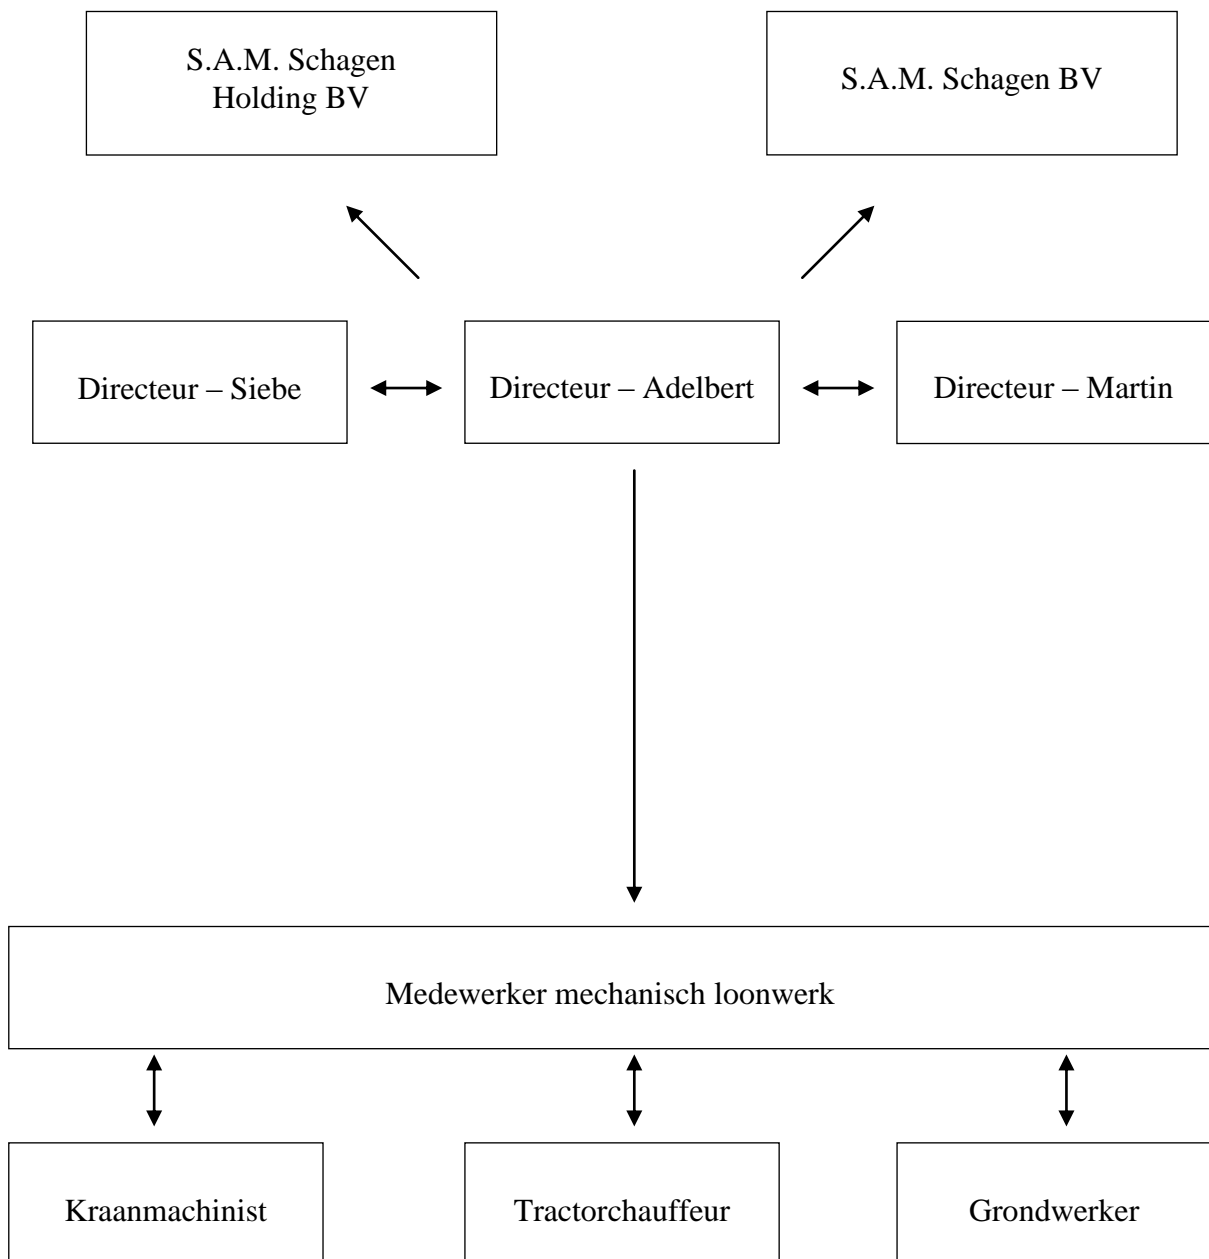 S.A.M. Schagen
Holding BV
S.A.M. Schagen BV
Directeur – Siebe
Directeur – Adelbert
Directeur – Martin
Medewerker mechanisch loonwerk
Kraanmachinist
Tractorchauffeur
Grondwerker